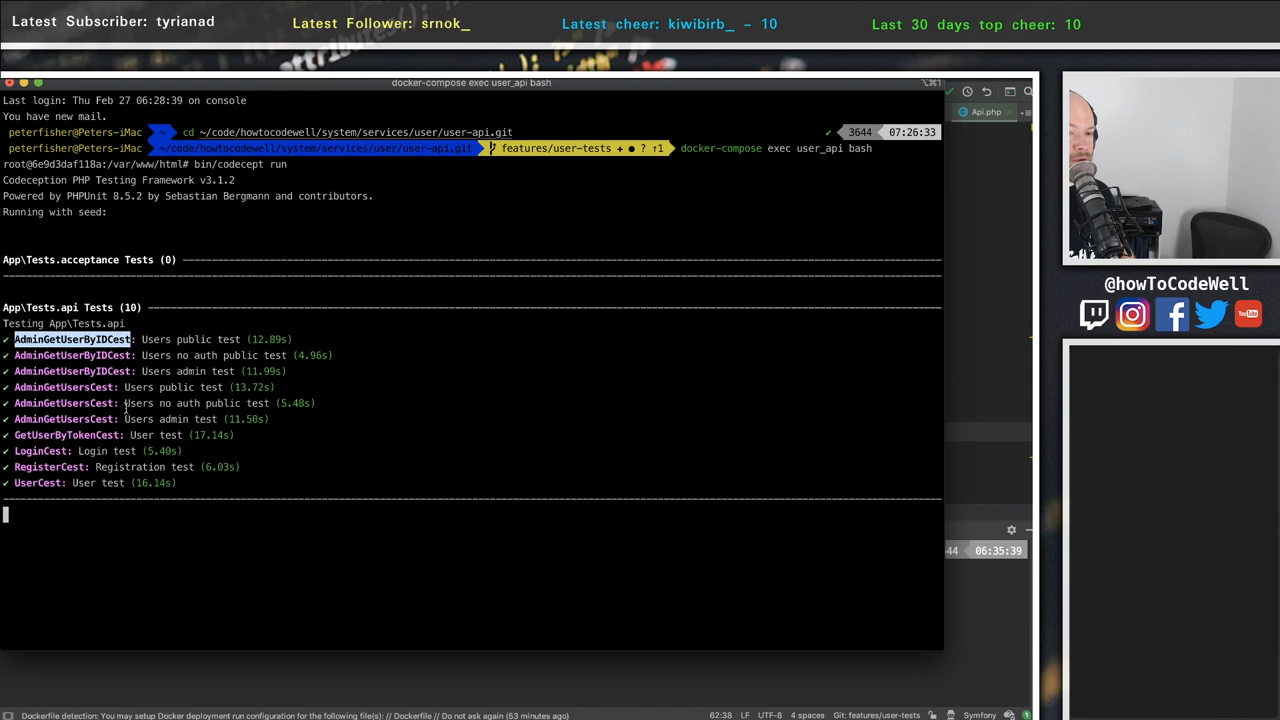 Latest Subscriber: tyrianad
Latest Follower: srnok_
Latest cheer: kiwibirb_ - 10
Last 30 days top cheer: 10
docker-compose exec user_api bash
⌥⌘1
Last login: Thu Feb 27 06:28:39 on console
You have new mail.
peterfisher@Peters-iMac ~ cd ~/code/howtocodewell/system/services/user/user-api.git ✔ 3644 07:26:33
peterfisher@Peters-iMac ~/code/howtocodewell/system/services/user/user-api.git features/user-tests + ● ? ↑1 docker-compose exec user_api bash
root@6e9d3daf118a:/var/www/html# bin/codecept run
Codeception PHP Testing Framework v3.1.2
Powered by PHPUnit 8.5.2 by Sebastian Bergmann and contributors.
Running with seed:
App\Tests.acceptance Tests (0)
App\Tests.api Tests (10)
Testing App\Tests.api
✔ AdminGetUserByIDCest: Users public test (12.89s)
✔ AdminGetUserByIDCest: Users no auth public test (4.96s)
✔ AdminGetUserByIDCest: Users admin test (11.99s)
✔ AdminGetUsersCest: Users public test (13.72s)
✔ AdminGetUsersCest: Users no auth public test (5.48s)
✔ AdminGetUsersCest: Users admin test (11.50s)
✔ GetUserByTokenCest: User test (17.14s)
✔ LoginCest: Login test (5.40s)
✔ RegisterCest: Registration test (6.03s)
✔ UserCest: User test (16.14s)
Api.php
44 06:35:39
@howToCodeWell
You Tube
Dockerfile detection: You may setup Docker deployment run configuration for the following file(s): // Dockerfile // Do not ask again (53 minutes ago)
62:38 LF UTF-8 4 spaces Git: features/user-tests Symfony 1